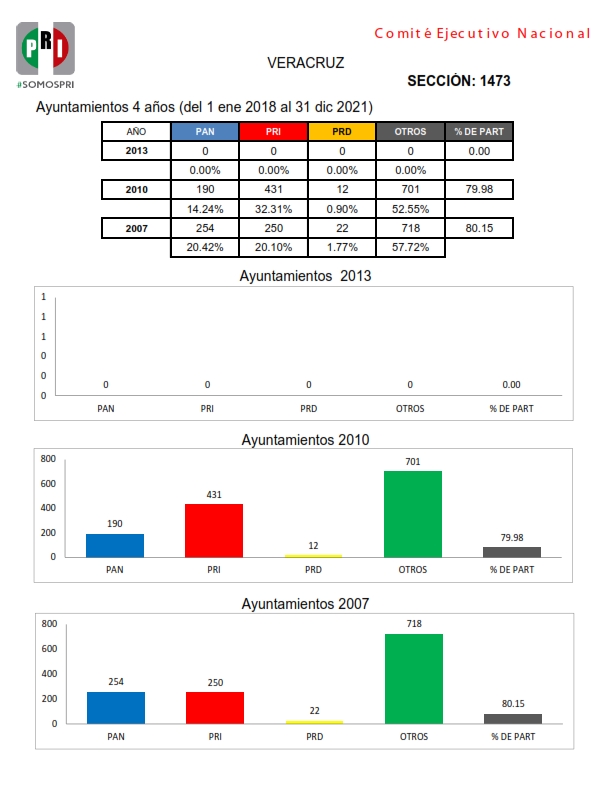 Comité Ejecutivo Nacional
PRI
#SOMOSPRI
VERACRUZ
SECCIÓN: 1473
Ayuntamientos 4 años (del 1 ene 2018 al 31 dic 2021)
AÑO PAN PRI PRD OTROS % DE PART
2013 0 0 0 0 0.00
0.00% 0.00% 0.00% 0.00%
2010 190 431 12 701 79.98
14.24% 32.31% 0.90% 52.55%
2007 254 250 22 718 80.15
20.42% 20.10% 1.77% 57.72%
Ayuntamientos 2013
1
1
1
0
0
0
0 0 0 0 0.00
PAN PRI PRD OTROS % DE PART
Ayuntamientos 2010
800
600
400
200
0
190 431 12 701 79.98
PAN PRI PRD OTROS % DE PART
Ayuntamientos 2007
800
600
400
200
0
254 250 22 718 80.15
PAN PRI PRD OTROS % DE PART